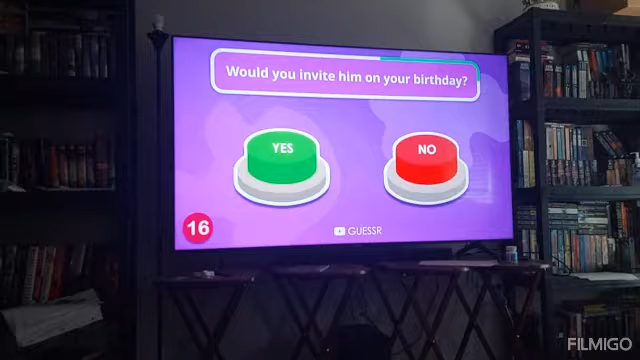 Would you invite him on your birthday?
YES
NO
16
GUESSR
FILMIGO